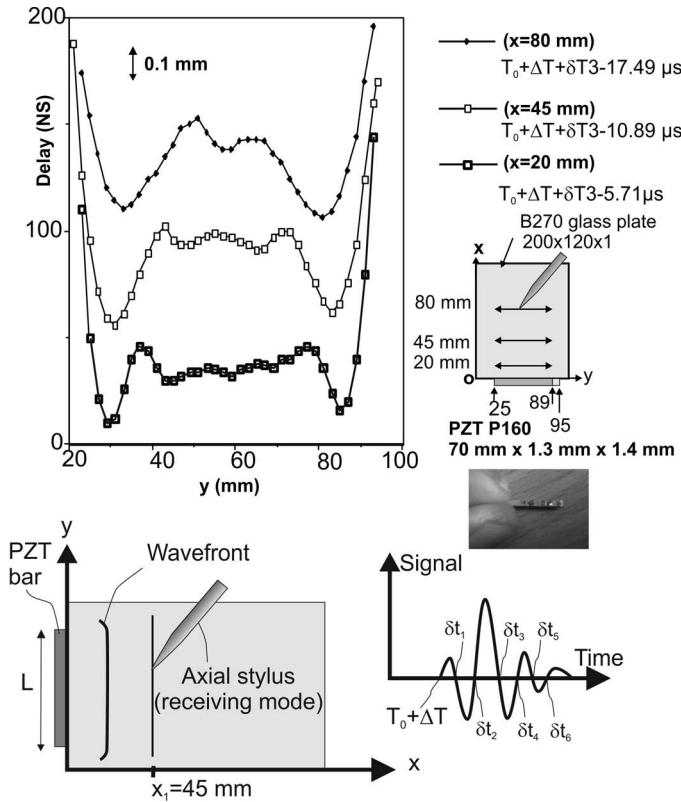 200
0.1 mm
Delay (NS)
100
0
20
40
60
80
100
y (mm)
(x=80 mm)
T₀+ΔT+δT3-17.49 µs
(x=45 mm)
T₀+ΔT+δT3-10.89 µs
(x=20 mm)
T₀+ΔT+δT3-5.71µs
B270 glass plate
200x120x1
x
80 mm
45 mm
20 mm
o
y
25
89
95
PZT P160
70 mm x 1.3 mm x 1.4 mm
y
PZT
bar
Wavefront
L
Axial stylus
(receiving mode)
x
x₁=45 mm
Signal
δt₁
δt₃
δt₅
Time
T₀+ΔT
δt₂
δt₄
δt₆